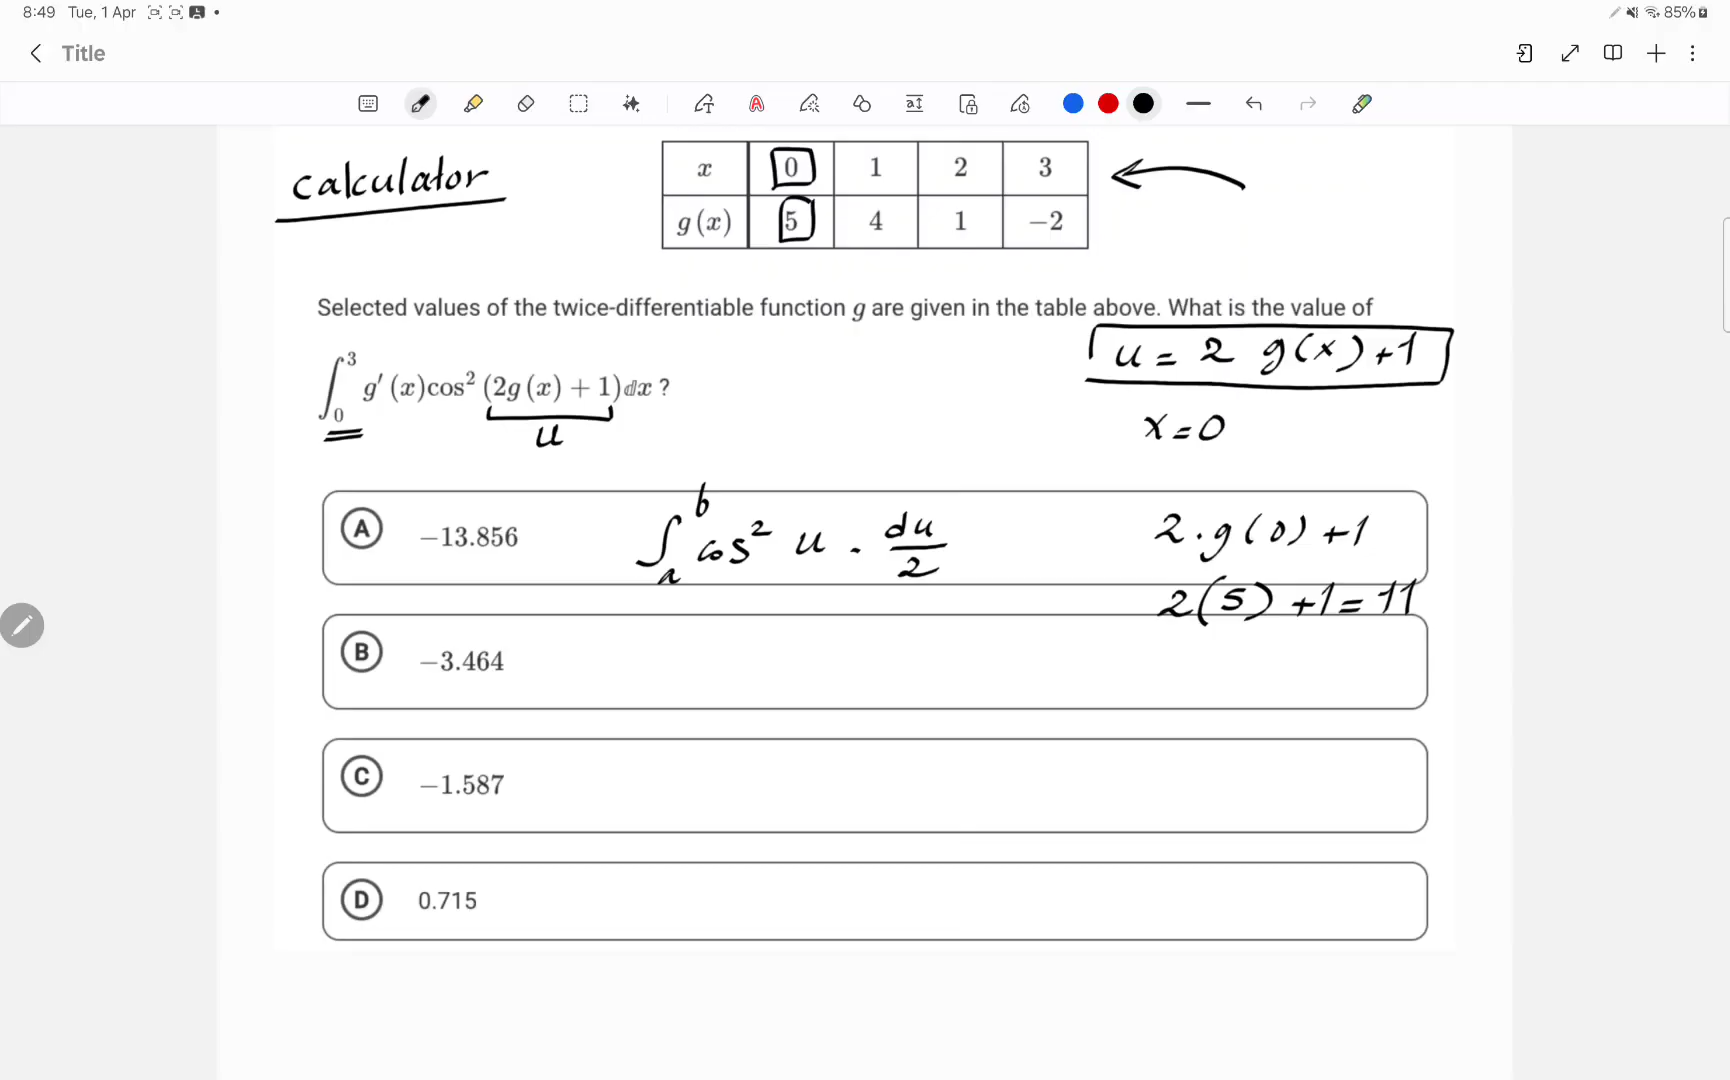 8:49 Tue, 1 Apr 85%
Title
calculator
x 0 1 2 3
g(x) 5 4 1 −2
Selected values of the twice-differentiable function g are given in the table above. What is the value of
∫₀³ g′(x)cos²(2g(x) + 1)dx ?
u
u = 2 g(x)+1
x=0
A −13.856
∫ₐᵇ cos² u · du/2
2·g(0)+1
2(5)+1=11
B −3.464
C −1.587
D 0.715